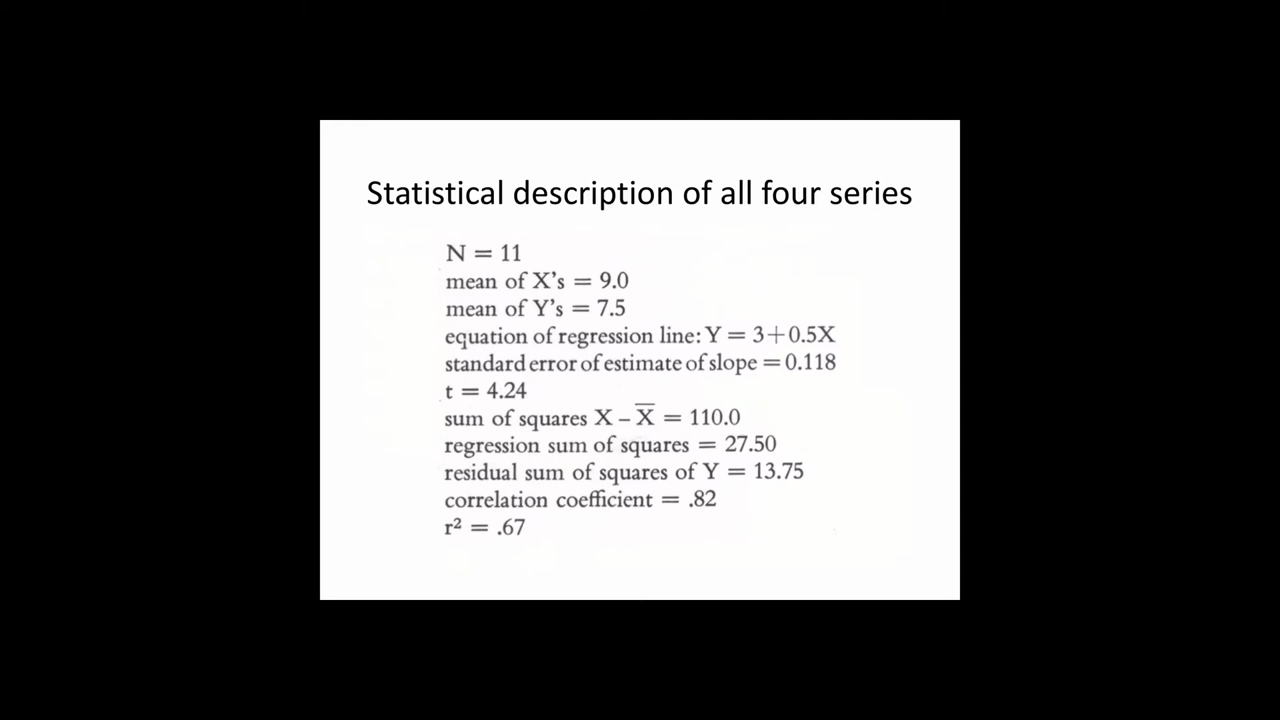 Statistical description of all four series
N = 11
mean of X's = 9.0
mean of Y's = 7.5
equation of regression line: Y = 3+0.5X
standard error of estimate of slope = 0.118
t = 4.24
sum of squares X – X̅ = 110.0
regression sum of squares = 27.50
residual sum of squares of Y = 13.75
correlation coefficient = .82
r² = .67